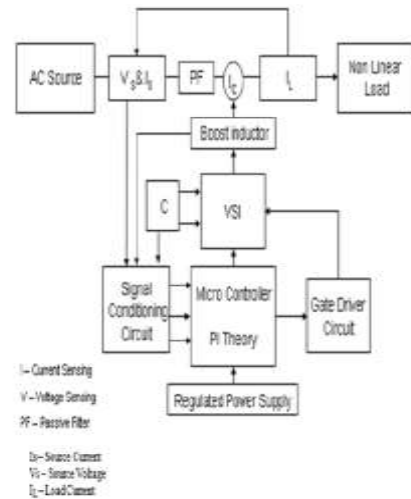 AC Source
Vs&Is
PF
Ic
IL
Non Linear
Load
Boost inductor
C
VSI
Signal
Conditioning
Circuit
Micro Controller
PI Theory
Gate Driver
Circuit
Regulated Power Supply
I – Current Sensing
V – Voltage Sensing
PF – Passive Filter
Is – Source Current
Vs – Source Voltage
IL – Load Current